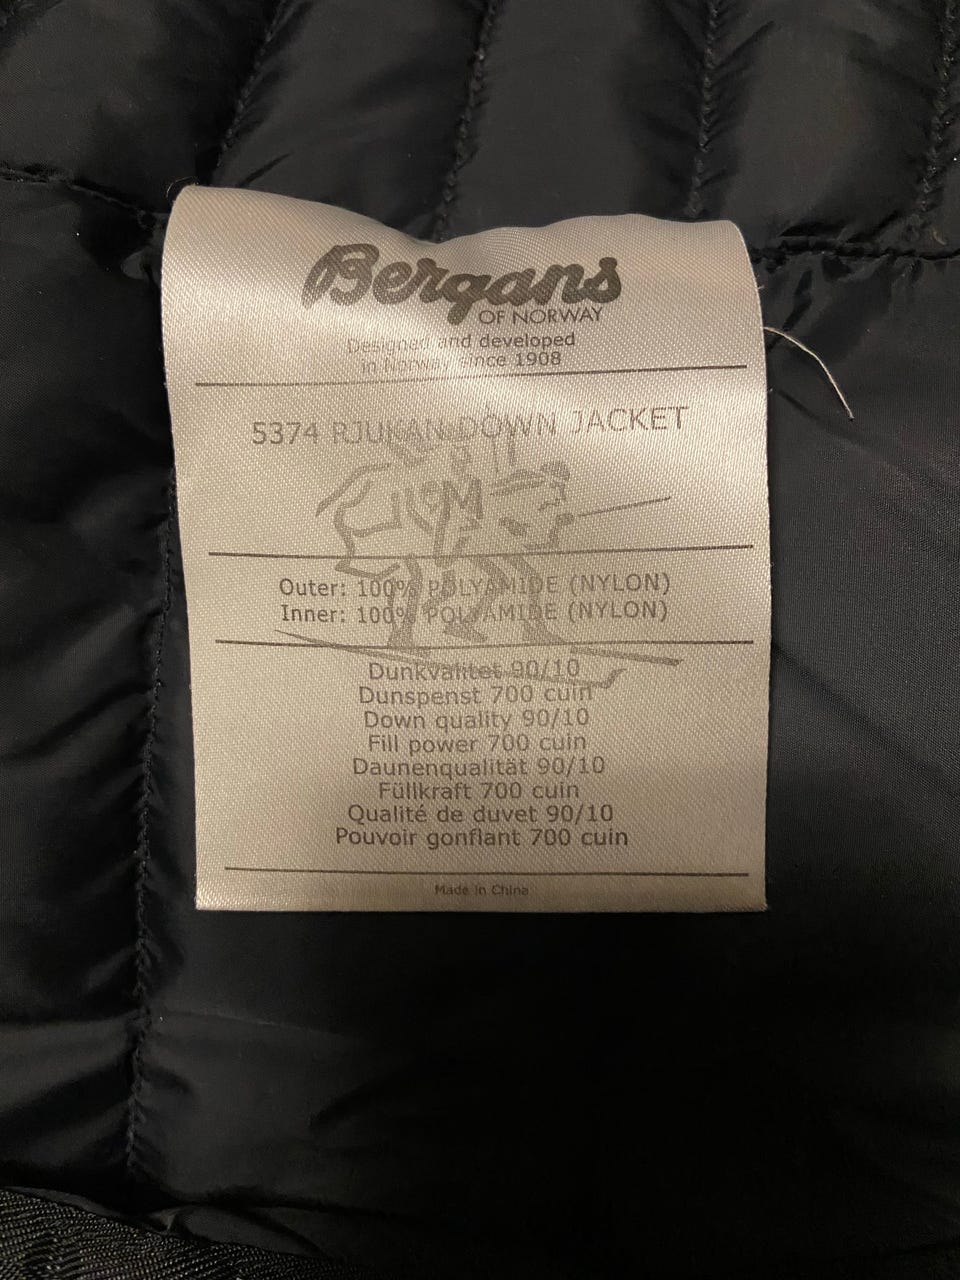 Bergans
OF NORWAY
Designed and developed
in Norway since 1908
5374 RJUKAN DOWN JACKET
Outer: 100% POLYAMIDE (NYLON)
Inner: 100% POLYAMIDE (NYLON)
Dunkvalitet 90/10
Dunspenst 700 cuin
Down quality 90/10
Fill power 700 cuin
Daunenqualität 90/10
Füllkraft 700 cuin
Qualité de duvet 90/10
Pouvoir gonflant 700 cuin
Made in China